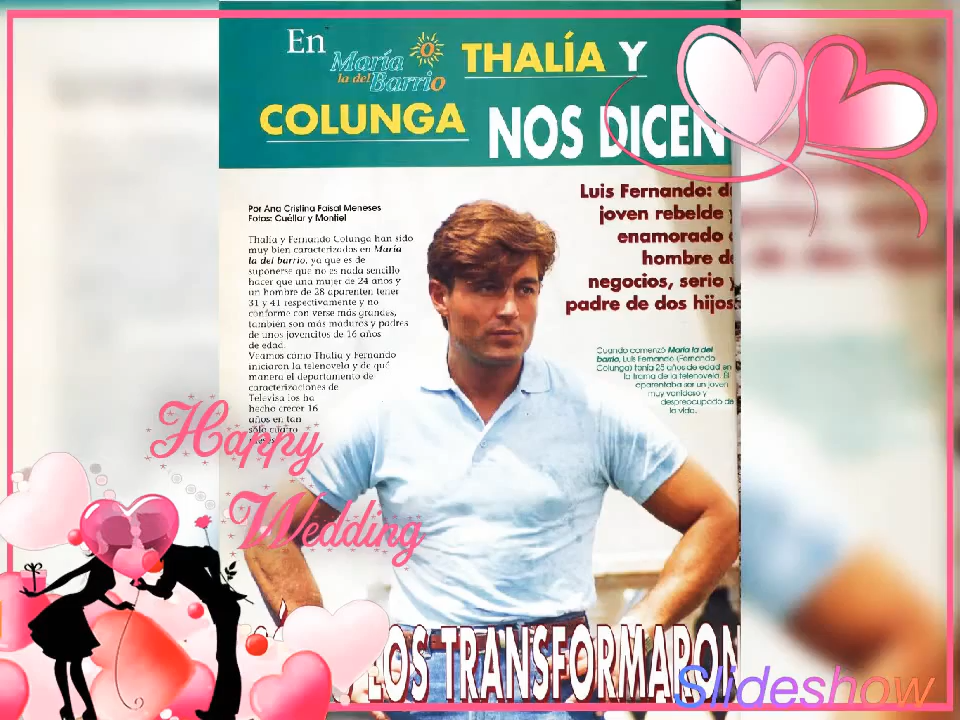 En
María
la del Barrio
THALÍA Y
COLUNGA NOS DICEN
Luis Fernando: d
joven rebelde y
enamorado a
hombre de
negocios, serio y
padre de dos hijos.
Por Ana Cristina Faisal Meneses
Fotos: Cuéllar y Montiel
Thalía y Fernando Colunga han sido
muy bien caracterizados en María
la del barrio, ya que es de
suponerse que no es nada sencillo
hacer que una mujer de 24 años y
un hombre de 28 aparenten tener
31 y 41 respectivamente y no
conforme con verse más grandes,
también son más maduros y padres
de unos jovencitos de 16 años
de edad.
Veamos cómo Thalía y Fernando
iniciaron la telenovela y de qué
manera el departamento de
caracterizaciones de
Televisa los ha
hecho crecer 16
años en tan
sólo cuatro
meses
Cuando comenzó María la del
barrio, Luis Fernando (Fernando
Colunga) tenía 25 años de edad en
la trama de la telenovela. Él
aparentaba ser un joven
muy vanidoso y
despreocupado de
la vida.
Happy
Wedding
LOS TRANSFORMARON
Slideshow